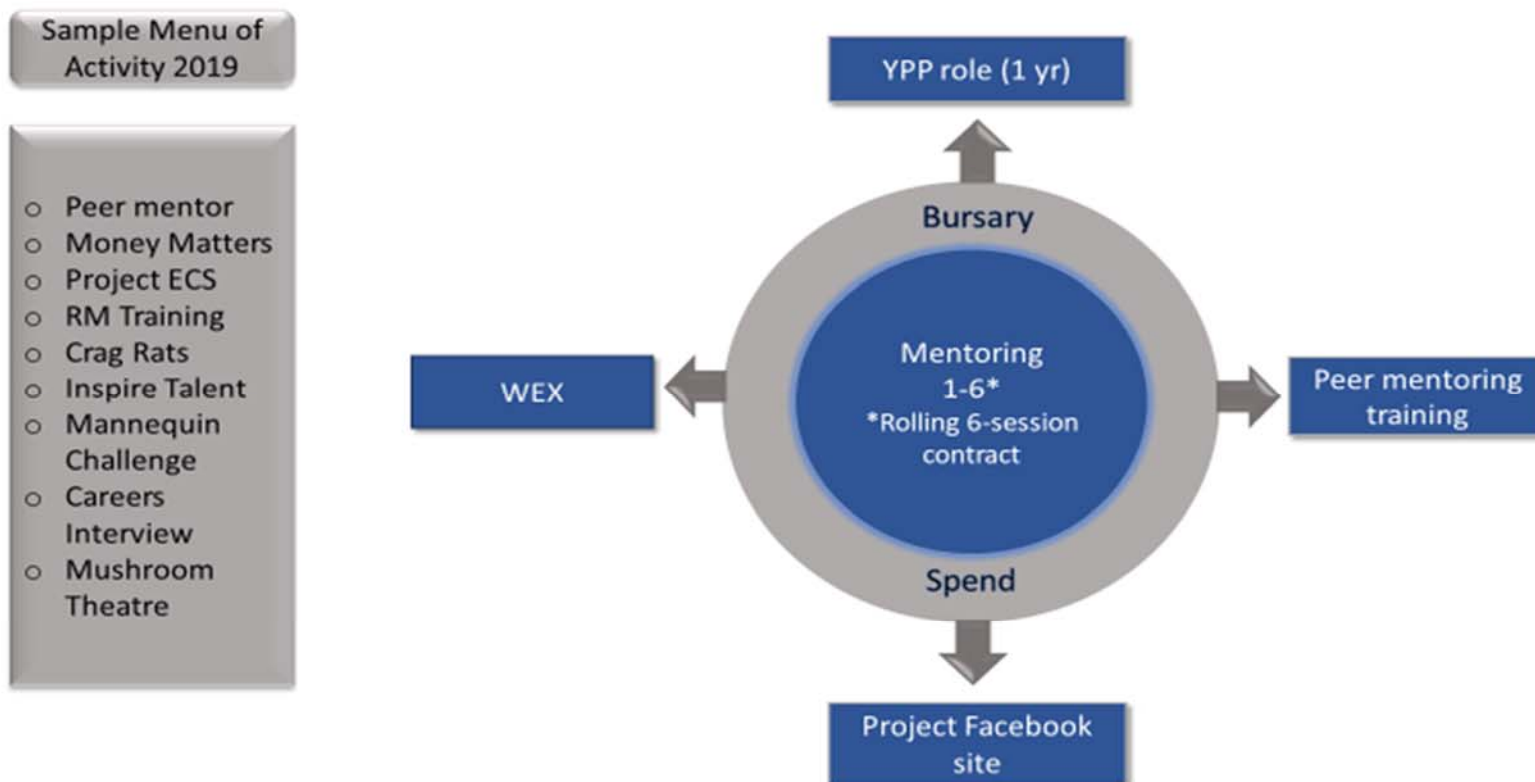 Sample Menu of
Activity 2019
o Peer mentor
o Money Matters
o Project ECS
o RM Training
o Crag Rats
o Inspire Talent
o Mannequin
Challenge
o Careers
Interview
o Mushroom
Theatre
YPP role (1 yr)
Bursary
Mentoring
1-6*
*Rolling 6-session
contract
Spend
WEX
Peer mentoring
training
Project Facebook
site